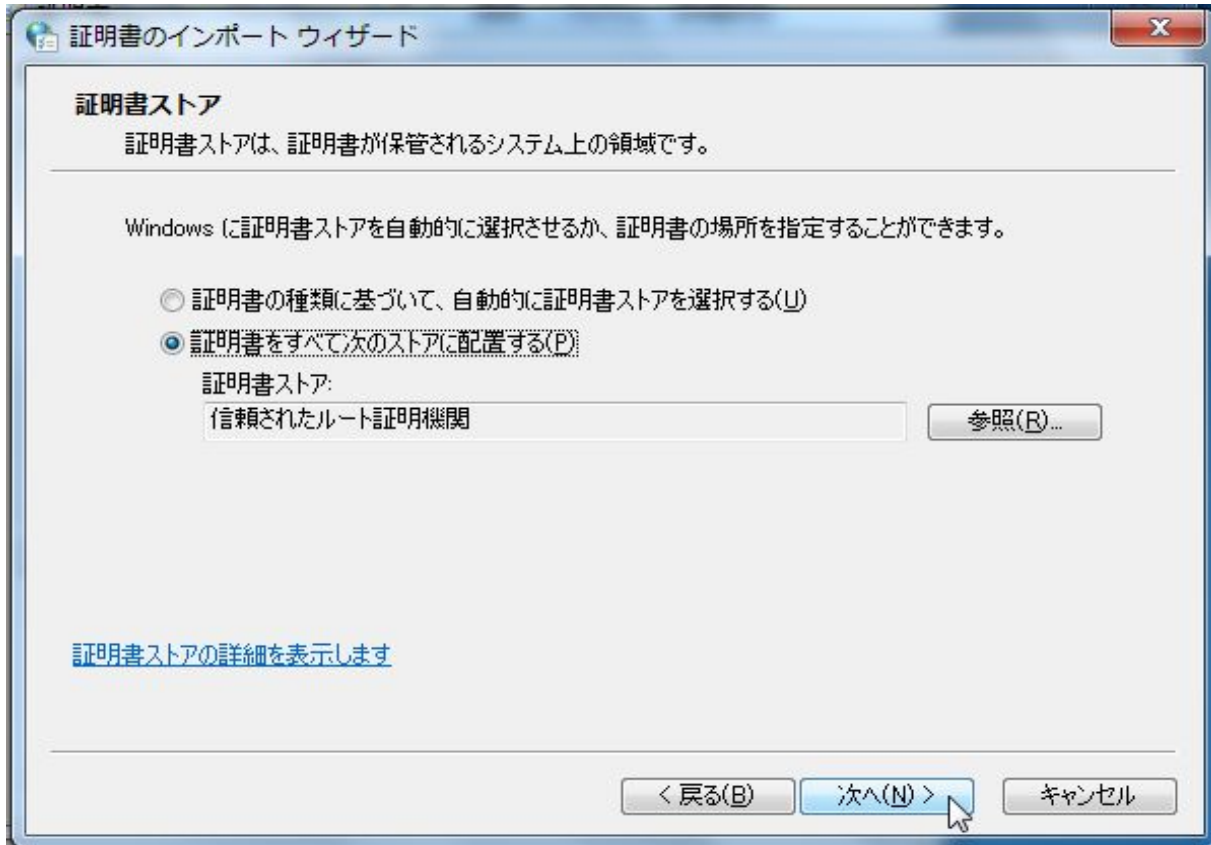 証明書のインポート ウィザード
証明書ストア
証明書ストアは、証明書が保管されるシステム上の領域です。
Windows に証明書ストアを自動的に選択させるか、証明書の場所を指定することができます。
証明書の種類に基づいて、自動的に証明書ストアを選択する(U)
証明書をすべて次のストアに配置する(P)
証明書ストア:
信頼されたルート証明機関
参照(R)...
証明書ストアの詳細を表示します
< 戻る(B)
次へ(N) >
キャンセル